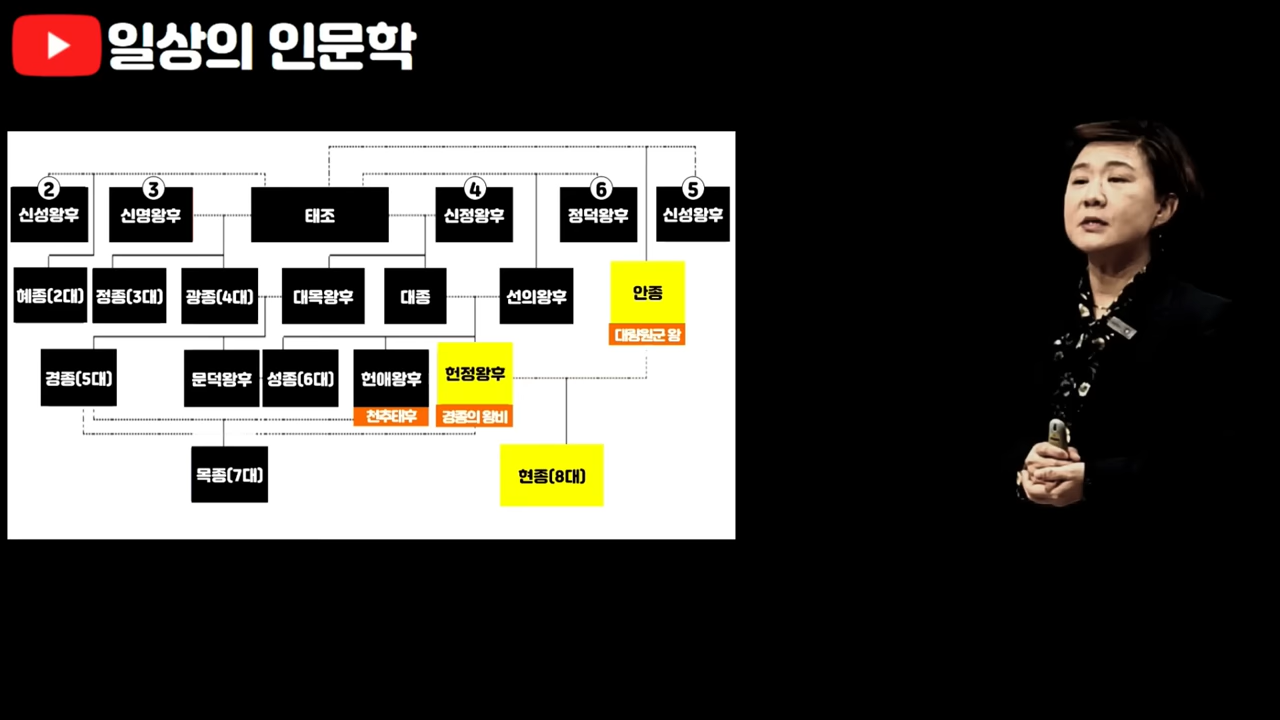 일상의 인문학
2
3
4
6
5
신성왕후
신명왕후
태조
신정왕후
정덕왕후
신성왕후
혜종(2대)
정종(3대)
광종(4대)
대목왕후
대종
선의왕후
안종
대량원군 왕
경종(5대)
문덕왕후
성종(6대)
헌애왕후
헌정왕후
천추태후
경종의 왕비
목종(7대)
현종(8대)